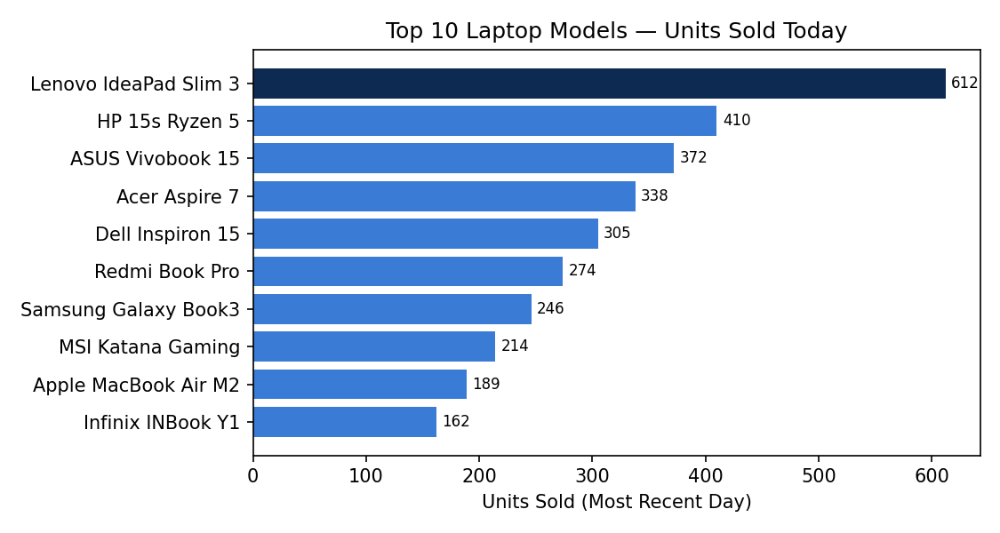 Top 10 Laptop Models — Units Sold Today
Lenovo IdeaPad Slim 3 612
HP 15s Ryzen 5 410
ASUS Vivobook 15 372
Acer Aspire 7 338
Dell Inspiron 15 305
Redmi Book Pro 274
Samsung Galaxy Book3 246
MSI Katana Gaming 214
Apple MacBook Air M2 189
Infinix INBook Y1 162
0 100 200 300 400 500 600
Units Sold (Most Recent Day)